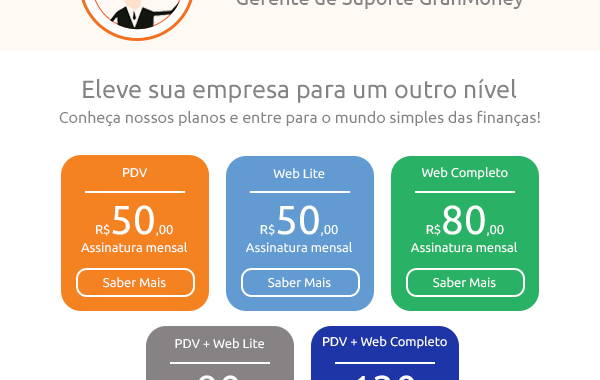 Gerente de Suporte GranMoney
Eleve sua empresa para um outro nível
Conheça nossos planos e entre para o mundo simples das finanças!
PDV
R$50,00
Assinatura mensal
Saber Mais
Web Lite
R$50,00
Assinatura mensal
Saber Mais
Web Completo
R$80,00
Assinatura mensal
Saber Mais
PDV + Web Lite
PDV + Web Completo